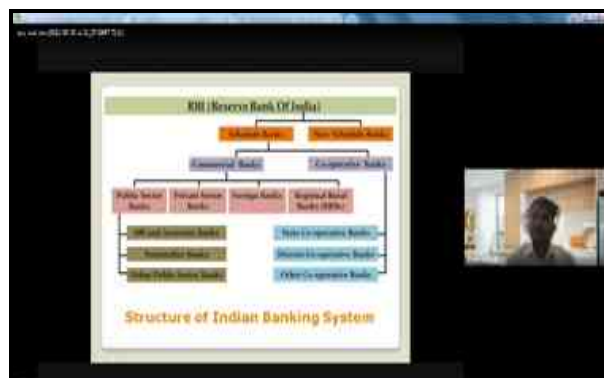 RBI (Reserve Bank Of India)
Schedule Banks
Non Schedule Banks
Commercial Banks
Co-operative Banks
Public Sector
Banks
Private Sector
Banks
Foreign Banks
Regional Rural
Banks (RRBs)
SBI and Associate Banks
Nationalised Banks
Other Public Sector Banks
State Co-operative Banks
District Co-operative Banks
Other Co-operative Banks
Structure of Indian Banking System